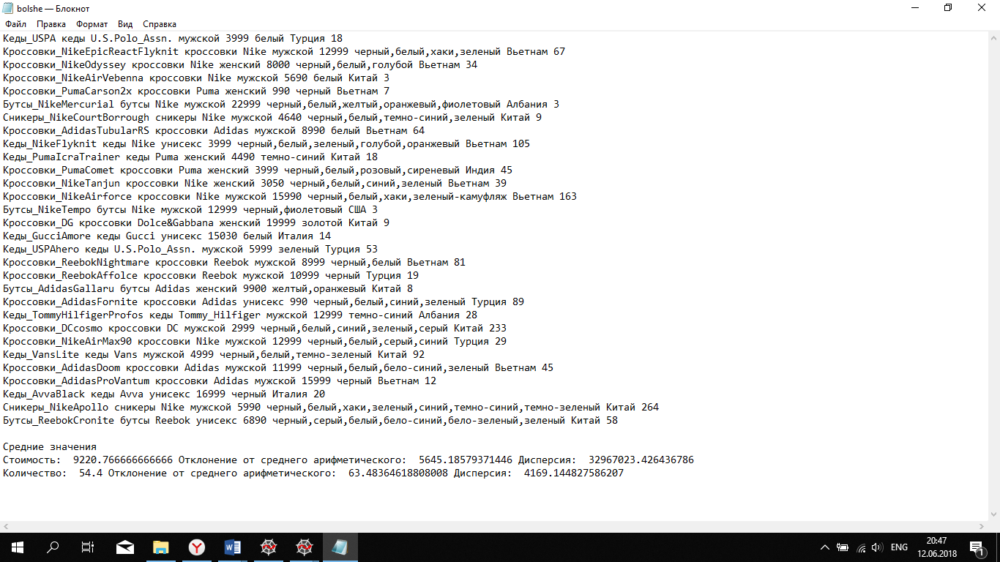 bolshe — Блокнот
Файл Правка Формат Вид Справка
Кеды_USPA кеды U.S.Polo_Assn. мужской 3999 белый Турция 18
Кроссовки_NikeEpicReactFlyknit кроссовки Nike мужской 12999 черный,белый,хаки,зеленый Вьетнам 67
Кроссовки_NikeOdyssey кроссовки Nike женский 8000 черный,белый,голубой Вьетнам 34
Кроссовки_NikeAirVebenna кроссовки Nike мужской 5690 белый Китай 3
Кроссовки_PumaCarson2x кроссовки Puma женский 990 черный Вьетнам 7
Бутсы_NikeMercurial бутсы Nike мужской 22999 черный,белый,желтый,оранжевый,фиолетовый Албания 3
Сникеры_NikeCourtBorrough сникеры Nike мужской 4640 черный,белый,темно-синий,зеленый Китай 9
Кроссовки_AdidasTubularRS кроссовки Adidas мужской 8990 белый Вьетнам 64
Кеды_NikeFlyknit кеды Nike унисекс 3999 черный,белый,зеленый,голубой,оранжевый Вьетнам 105
Кеды_PumaIcraTrainer кеды Puma женский 4490 темно-синий Китай 18
Кроссовки_PumaComet кроссовки Puma женский 3999 черный,белый,розовый,сиреневый Индия 45
Кроссовки_NikeTanjun кроссовки Nike женский 3050 черный,белый,синий,зеленый Вьетнам 39
Кроссовки_NikeAirforce кроссовки Nike мужской 15990 черный,белый,хаки,зеленый-камуфляж Вьетнам 163
Бутсы_NikeTempo бутсы Nike мужской 12999 черный,фиолетовый США 3
Кроссовки_DG кроссовки Dolce&Gabbana женский 19999 золотой Китай 9
Кеды_GucciAmore кеды Gucci унисекс 15030 белый Италия 14
Кеды_USPAhero кеды U.S.Polo_Assn. мужской 5999 зеленый Турция 53
Кроссовки_ReebokNightmare кроссовки Reebok мужской 8999 черный,белый Вьетнам 81
Кроссовки_ReebokAffolce кроссовки Reebok мужской 10999 черный Турция 19
Бутсы_AdidasGallaru бутсы Adidas женский 9900 желтый,оранжевый Китай 8
Кроссовки_AdidasFornite кроссовки Adidas унисекс 990 черный,белый,синий,зеленый Турция 89
Кеды_TommyHilfigerProfos кеды Tommy_Hilfiger мужской 12999 темно-синий Албания 28
Кроссовки_DCcosmo кроссовки DC мужской 2999 черный,белый,синий,зеленый,серый Китай 233
Кроссовки_NikeAirMax90 кроссовки Nike мужской 12999 черный,белый,серый,синий Турция 29
Кеды_VansLite кеды Vans мужской 4999 черный,белый,темно-зеленый Китай 92
Кроссовки_AdidasDoom кроссовки Adidas мужской 11999 черный,белый,бело-синий,зеленый Вьетнам 45
Кроссовки_AdidasProVantum кроссовки Adidas мужской 15999 черный Вьетнам 12
Кеды_AvvaBlack кеды Avva унисекс 16999 черный Италия 20
Сникеры_NikeApollo сникеры Nike мужской 5990 черный,белый,хаки,зеленый,синий,темно-синий,темно-зеленый Китай 264
Бутсы_ReebokCronite бутсы Reebok унисекс 6890 черный,серый,белый,бело-синий,бело-зеленый,зеленый Китай 58
Средние значения
Стоимость:  9220.766666666666 Отклонение от среднего арифметического:  5645.18579371446 Дисперсия:  32967023.426436786
Количество:  54.4 Отклонение от среднего арифметического:  63.48364618808008 Дисперсия:  4169.144827586207
ENG
20:47
12.06.2018
1